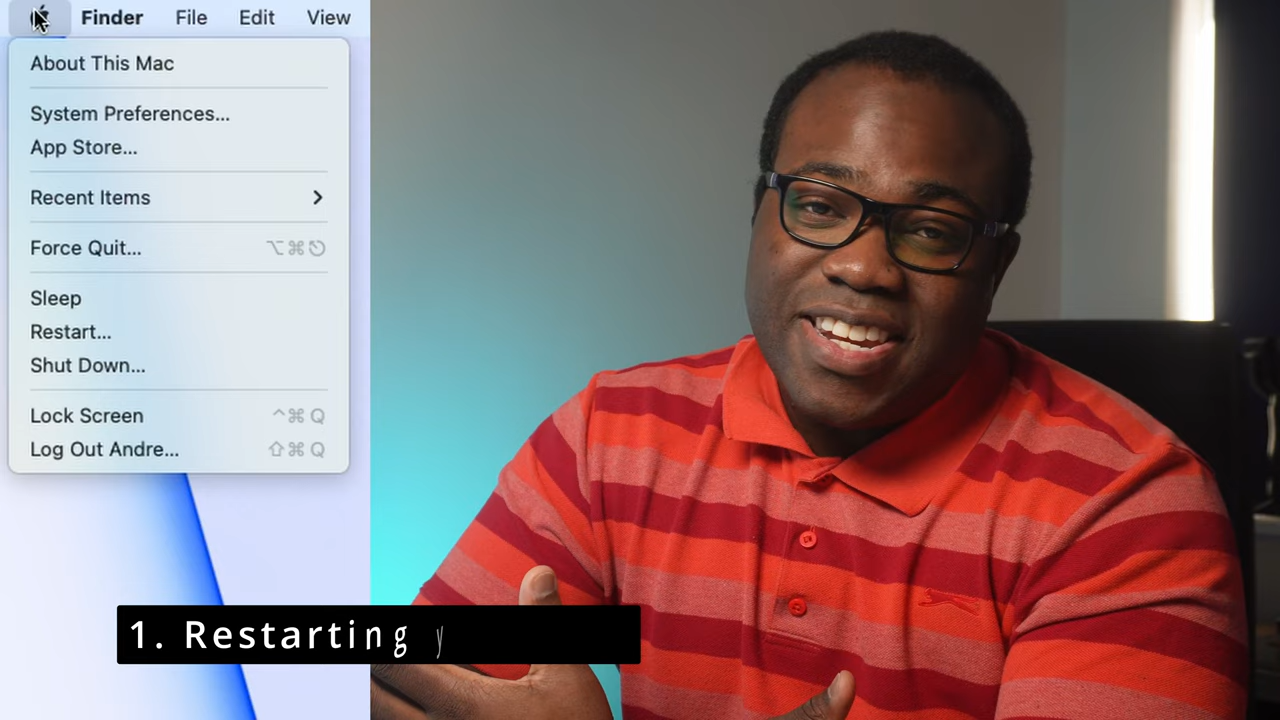 Finder File Edit View
About This Mac
System Preferences...
App Store...
Recent Items
Force Quit... ⌥⌘⎋
Sleep
Restart...
Shut Down...
Lock Screen ^⌘Q
Log Out Andre... ⇧⌘Q
1. Restarting y